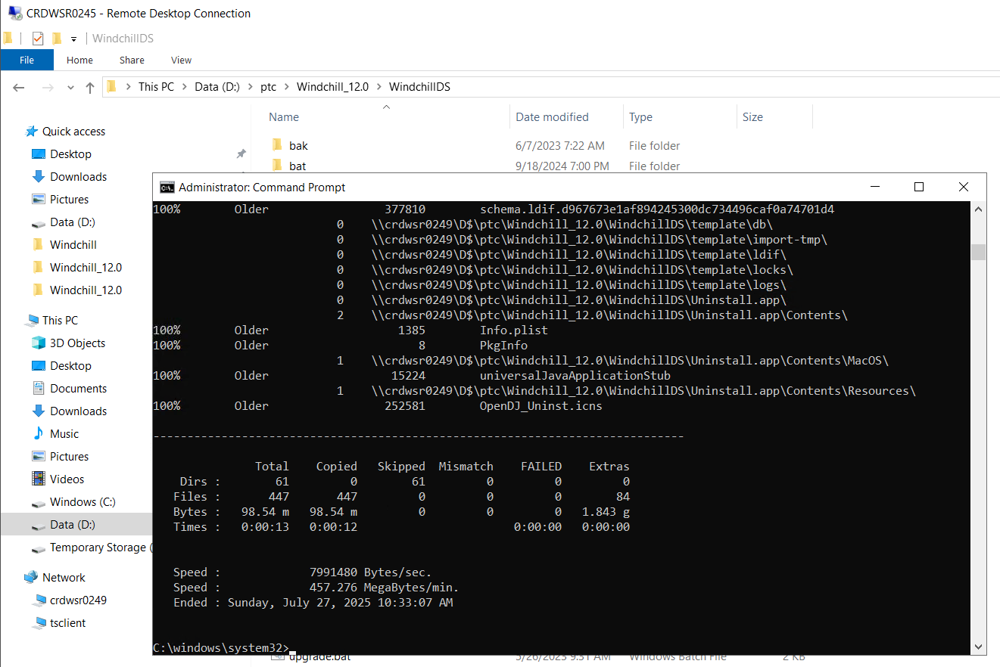 CRDWSR0245 - Remote Desktop Connection
WindchillDS
File Home Share View
This PC > Data (D:) > ptc > Windchill_12.0 > WindchillDS
Name Date modified Type Size
Quick access
Desktop
Downloads
Pictures
Data (D:)
Windchill
Windchill_12.0
Windchill_12.0
This PC
3D Objects
Desktop
Documents
Downloads
Music
Pictures
Videos
Windows (C:)
Data (D:)
Temporary Storage (
Network
crdwsr0249
tsclient
bak 6/7/2023 7:22 AM File folder
bat 9/18/2024 7:00 PM File folder
Administrator: Command Prompt
100% Older 377810 schema.ldif.d967673e1af894245300dc734496caf0a74701d4
0 \\crdwsr0249\D$\ptc\Windchill_12.0\WindchillDS\template\db\
0 \\crdwsr0249\D$\ptc\Windchill_12.0\WindchillDS\template\import-tmp\
0 \\crdwsr0249\D$\ptc\Windchill_12.0\WindchillDS\template\ldif\
0 \\crdwsr0249\D$\ptc\Windchill_12.0\WindchillDS\template\locks\
0 \\crdwsr0249\D$\ptc\Windchill_12.0\WindchillDS\template\logs\
0 \\crdwsr0249\D$\ptc\Windchill_12.0\WindchillDS\Uninstall.app\
2 \\crdwsr0249\D$\ptc\Windchill_12.0\WindchillDS\Uninstall.app\Contents\
100% Older 1385 Info.plist
100% Older 8 PkgInfo
1 \\crdwsr0249\D$\ptc\Windchill_12.0\WindchillDS\Uninstall.app\Contents\MacOS\
100% Older 15224 universalJavaApplicationStub
1 \\crdwsr0249\D$\ptc\Windchill_12.0\WindchillDS\Uninstall.app\Contents\Resources\
100% Older 252581 OpenDJ_Uninst.icns
------------------------------------------------------------------------------
Total Copied Skipped Mismatch FAILED Extras
Dirs : 61 0 61 0 0 0
Files : 447 447 0 0 0 84
Bytes : 98.54 m 98.54 m 0 0 0 1.843 g
Times : 0:00:13 0:00:12 0:00:00 0:00:00
Speed : 7991480 Bytes/sec.
Speed : 457.276 MegaBytes/min.
Ended : Sunday, July 27, 2025 10:33:07 AM
C:\windows\system32>
upgrade.bat 5/26/2023 9:31 AM Windows Batch File 2 KB